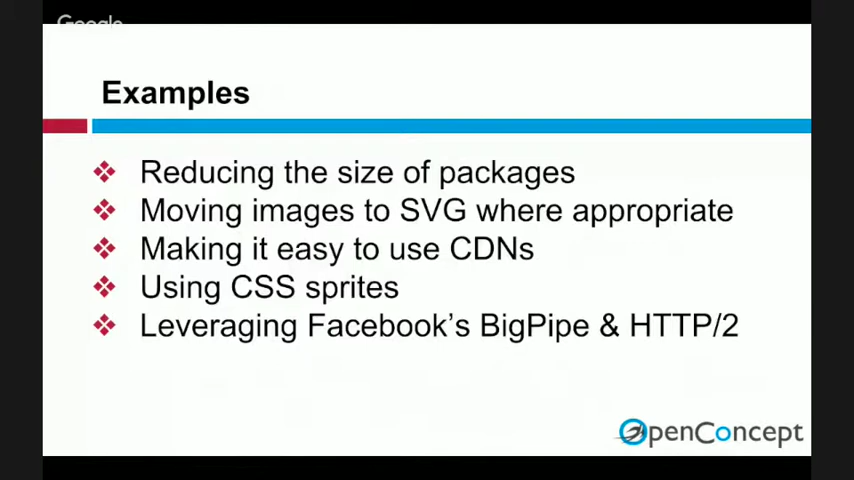 Google
Examples
Reducing the size of packages
Moving images to SVG where appropriate
Making it easy to use CDNs
Using CSS sprites
Leveraging Facebook’s BigPipe & HTTP/2
OpenConcept